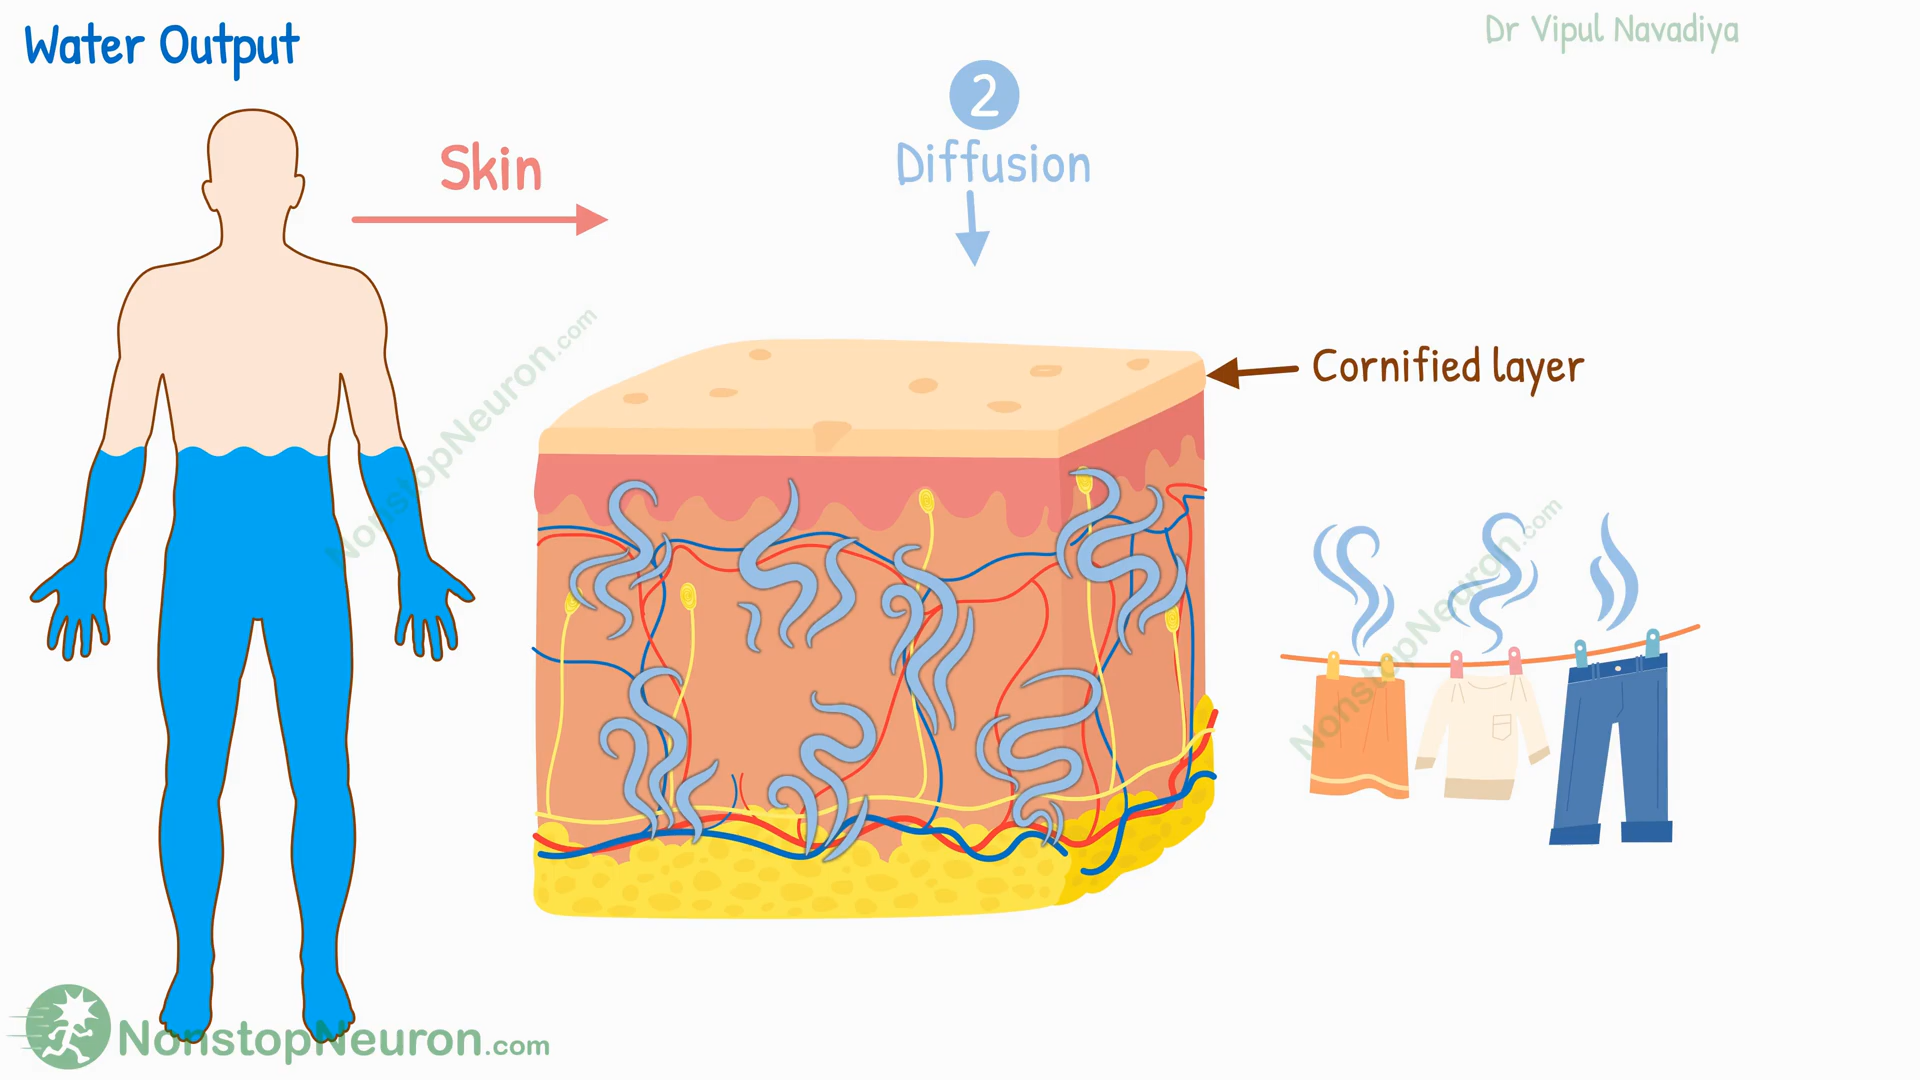 Water Output
Dr Vipul Navadiya
2
Diffusion
Skin
Cornified layer
NonstopNeuron.com
NonstopNeuron.com
NonstopNeuron.com